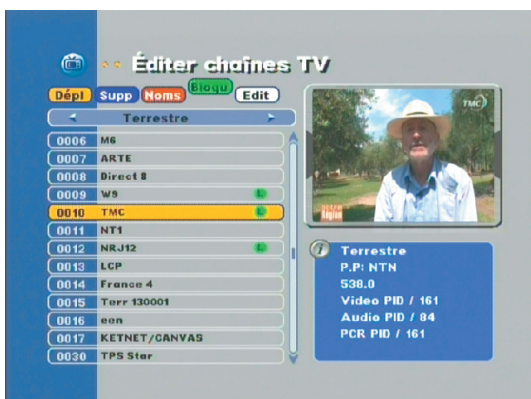 Éditer chaînes TV
Dépl Supp Noms Bloqu Edit
Terrestre
0006 M6
0007 ARTE
0008 Direct 8
0009 W9 L
0010 TMC L
0011 NT1
0012 NRJ12 L
0013 LCP
0014 France 4
0015 Terr 130001
0016 een
0017 KETNET/CANVAS
0030 TPS Star
TMC
Région
i Terrestre
P.P: NTN
538.0
Video PID / 161
Audio PID / 84
PCR PID / 161